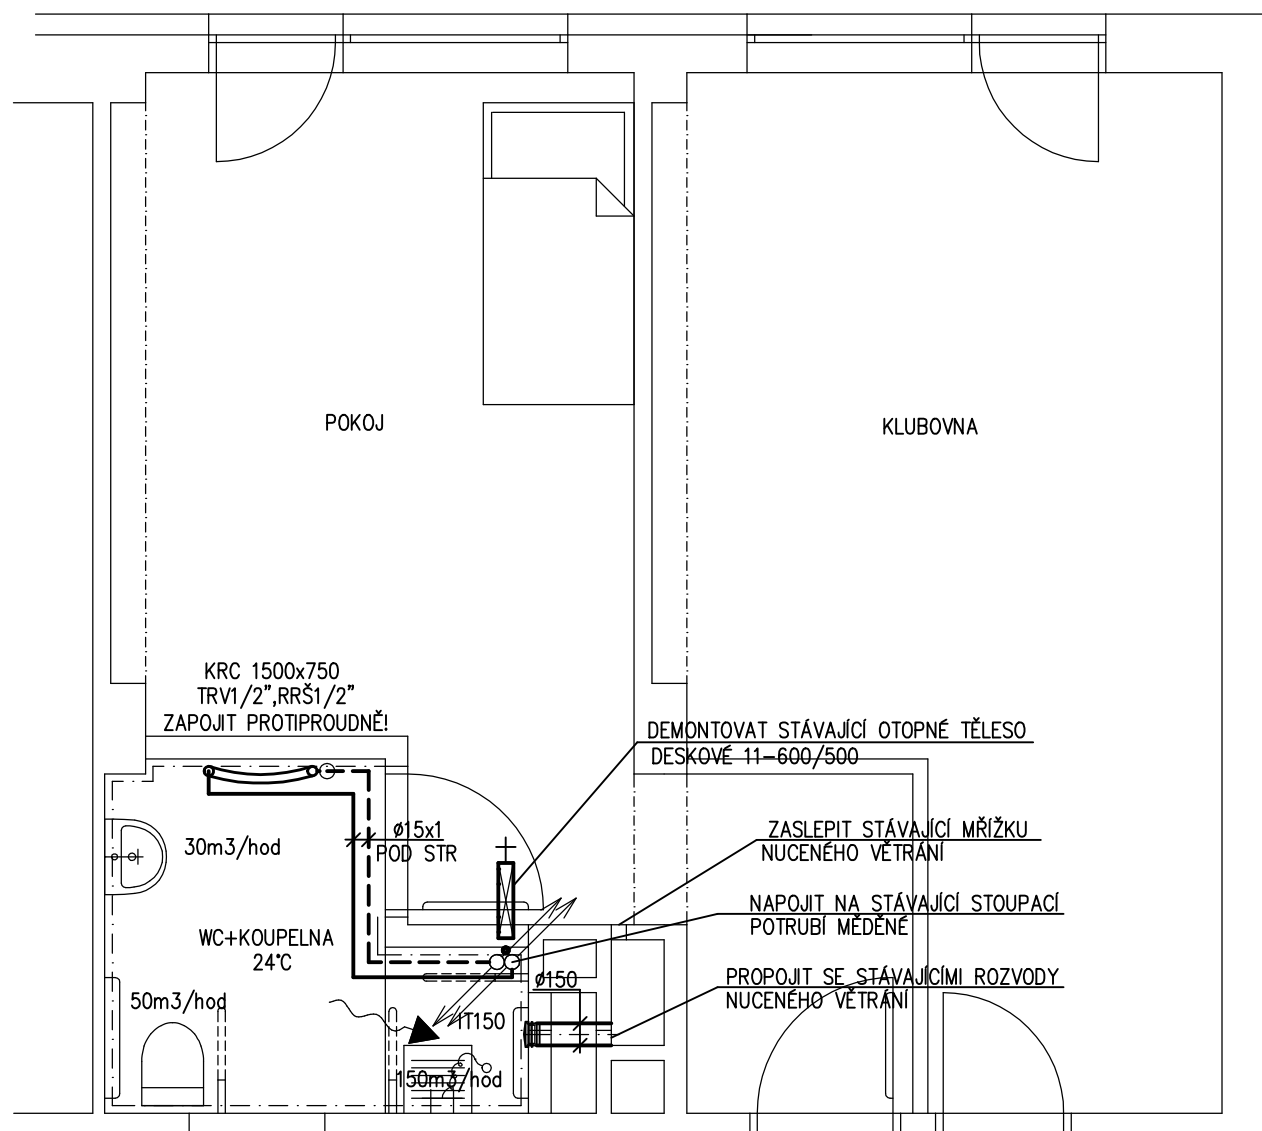 POKOJ
KLUBOVNA
KRC 1500x750
TRV1/2",RRŠ1/2"
ZAPOJIT PROTIPROUDNĚ!
DEMONTOVAT STÁVAJÍCÍ OTOPNÉ TĚLESO
DESKOVÉ 11-600/500
ø15x1
POD STR
30m3/hod
ZASLEPIT STÁVAJÍCÍ MŘÍŽKU
NUCENÉHO VĚTRÁNÍ
NAPOJIT NA STÁVAJÍCÍ STOUPACÍ
POTRUBÍ MĚDĚNÉ
WC+KOUPELNA
24°C
ø150
PROPOJIT SE STÁVAJÍCÍMI ROZVODY
NUCENÉHO VĚTRÁNÍ
50m3/hod
IT150
150m3/hod